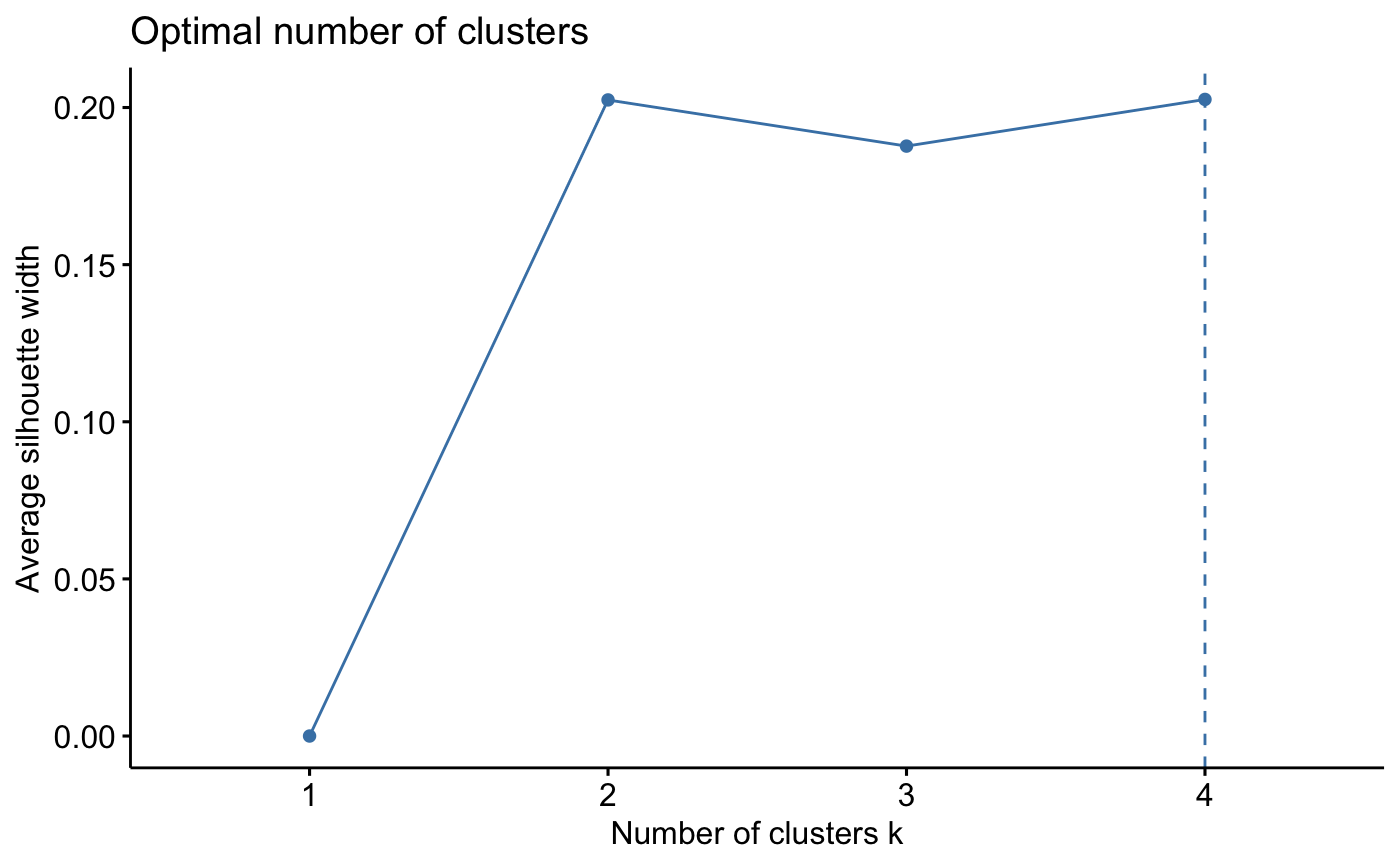 Optimal number of clusters
0.20
0.15
0.10
0.05
0.00
Average silhouette width
1 2 3 4
Number of clusters k